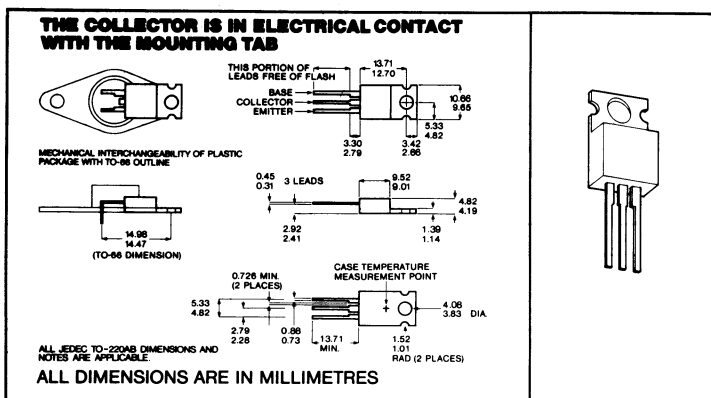 THE COLLECTOR IS IN ELECTRICAL CONTACT
WITH THE MOUNTING TAB
THIS PORTION OF
LEADS FREE OF FLASH
13.71
12.70
BASE
COLLECTOR
EMITTER
10.66
9.65
5.33
4.82
3.30
2.79
3.42
2.66
MECHANICAL INTERCHANGEABILITY OF PLASTIC
PACKAGE WITH TO-66 OUTLINE
0.45
0.31
3 LEADS
9.52
9.01
4.82
4.19
14.98
14.47
(TO-66 DIMENSION)
2.92
2.41
1.39
1.14
0.726 MIN.
(2 PLACES)
CASE TEMPERATURE
MEASUREMENT POINT
5.33
4.82
4.08
3.83 DIA.
2.79
2.28
0.88
0.73
13.71
MIN.
1.52
1.01
RAD (2 PLACES)
ALL JEDEC TO-220AB DIMENSIONS AND
NOTES ARE APPLICABLE.
ALL DIMENSIONS ARE IN MILLIMETRES